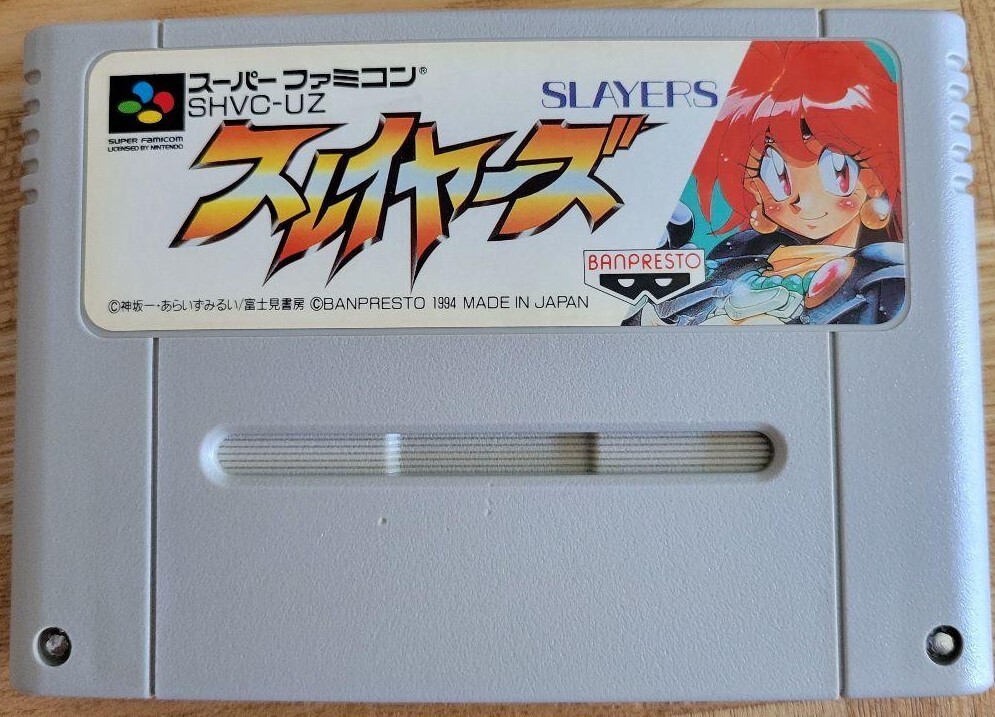 スーパーファミコン®
SHVC-UZ
SUPER FAMICOM
LICENSED BY NINTENDO
SLAYERS
スレイヤーズ
BANPRESTO
©神坂一・あらいずみるい/富士見書房 ©BANPRESTO 1994 MADE IN JAPAN